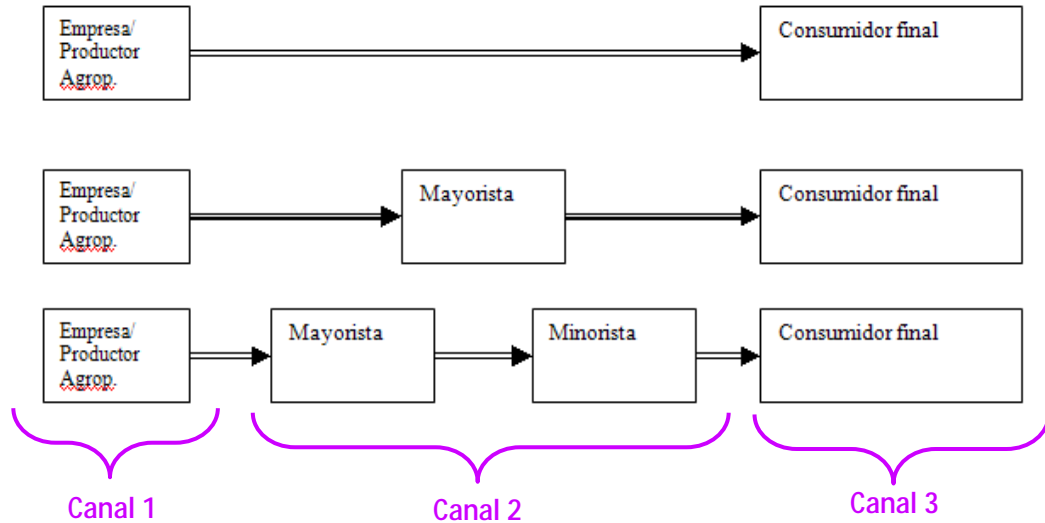 Empresa/
Productor
Agrop.
Consumidor final
Empresa/
Productor
Agrop.
Mayorista
Consumidor final
Empresa/
Productor
Agrop.
Mayorista
Minorista
Consumidor final
Canal 1
Canal 2
Canal 3